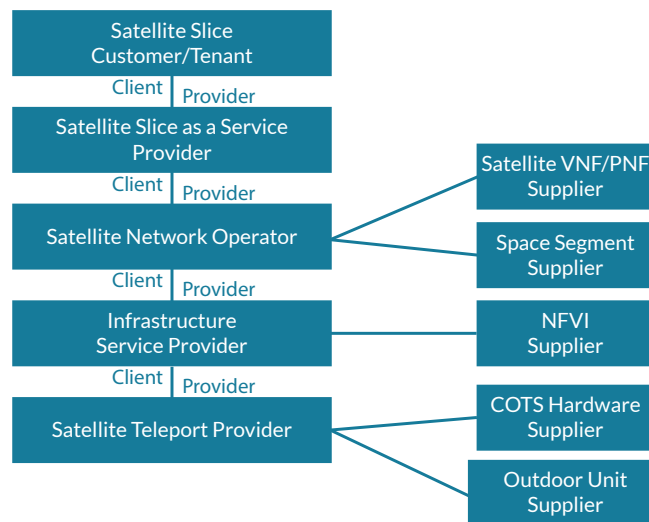 Satellite Slice
Customer/Tenant
Client
Provider
Satellite Slice as a Service
Provider
Client
Provider
Satellite Network Operator
Client
Provider
Infrastructure
Service Provider
Client
Provider
Satellite Teleport Provider
Satellite VNF/PNF
Supplier
Space Segment
Supplier
NFVI
Supplier
COTS Hardware
Supplier
Outdoor Unit
Supplier